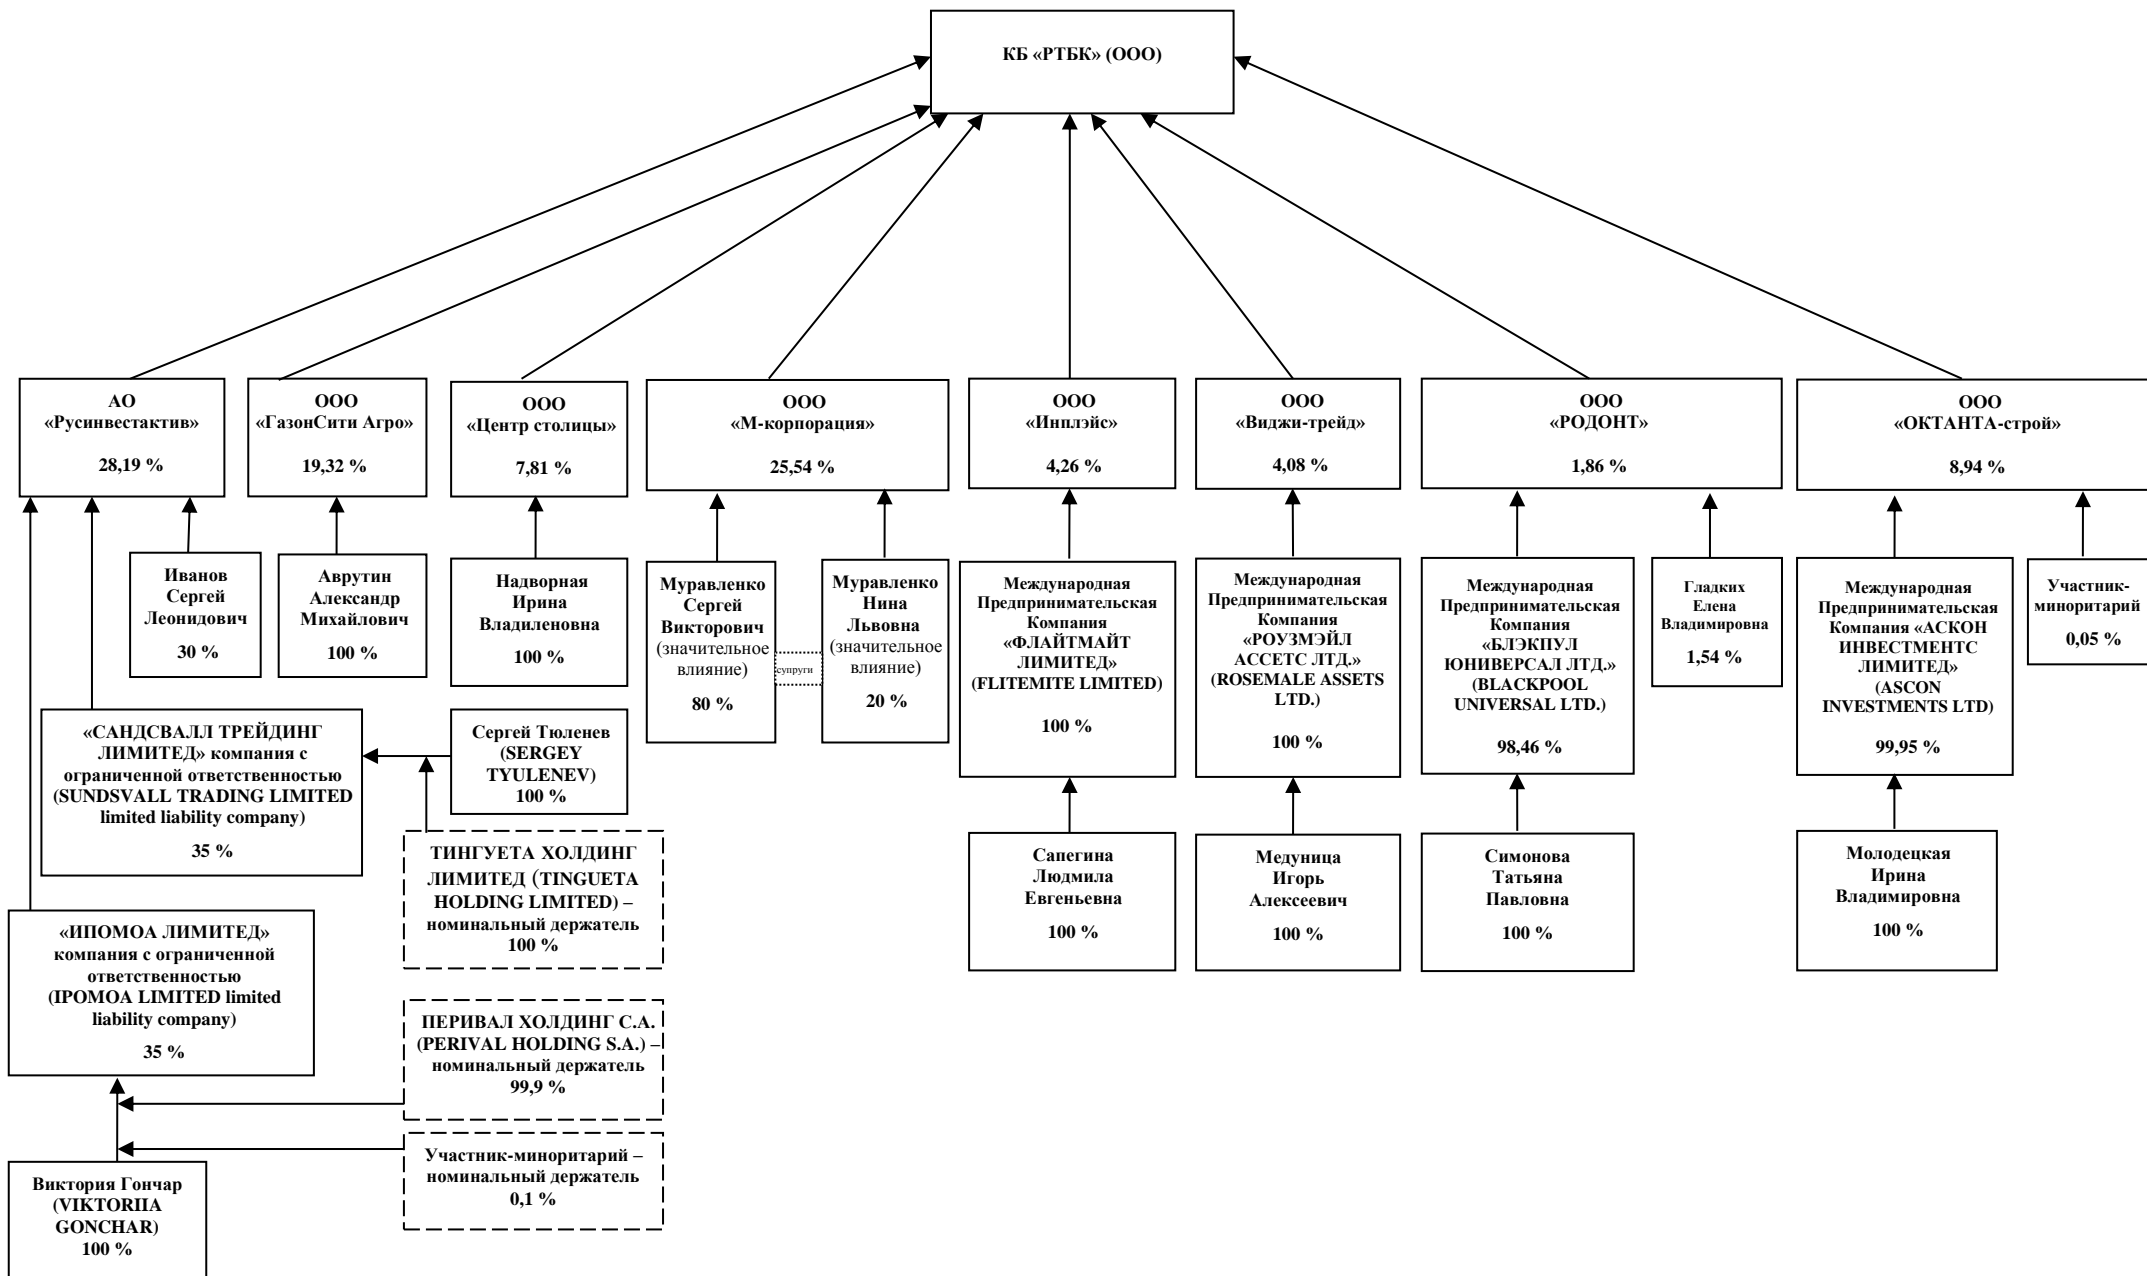 КБ «РТБК» (ООО)
АО
«Русинвестактив»
28,19 %
ООО
«ГазонСити Агро»
19,32 %
ООО
«Центр столицы»
7,81 %
ООО
«М-корпорация»
25,54 %
ООО
«Инплэйс»
4,26 %
ООО
«Виджи-трейд»
4,08 %
ООО
«РОДОНТ»
1,86 %
ООО
«ОКТАНТА-строй»
8,94 %
Иванов
Сергей
Леонидович
30 %
Аврутин
Александр
Михайлович
100 %
Надворная
Ирина
Владиленовна
100 %
Муравленко
Сергей
Викторович
(значительное
влияние)
80 %
супруги
Муравленко
Нина
Львовна
(значительное
влияние)
20 %
Международная
Предпринимательская
Компания
«ФЛАЙТМАЙТ
ЛИМИТЕД»
(FLITEMITE LIMITED)
100 %
Международная
Предпринимательская
Компания
«РОУЗМЭЙЛ
АССЕТС ЛТД.»
(ROSEMALE ASSETS
LTD.)
100 %
Международная
Предпринимательская
Компания
«БЛЭКПУЛ
ЮНИВЕРСАЛ ЛТД.»
(BLACKPOOL
UNIVERSAL LTD.)
98,46 %
Гладких
Елена
Владимировна
1,54 %
Международная
Предпринимательская
Компания «АСКОН
ИНВЕСТМЕНТС
ЛИМИТЕД»
(ASCON
INVESTMENTS LTD)
99,95 %
Участник-
миноритарий
0,05 %
«САНДСВАЛЛ ТРЕЙДИНГ
ЛИМИТЕД» компания с
ограниченной ответственностью
(SUNDSVALL TRADING LIMITED
limited liability company)
35 %
Сергей Тюленев
(SERGEY
TYULENEV)
100 %
ТИНГУЕТА ХОЛДИНГ
ЛИМИТЕД (TINGUETA
HOLDING LIMITED) –
номинальный держатель
100 %
Сапегина
Людмила
Евгеньевна
100 %
Медуница
Игорь
Алексеевич
100 %
Симонова
Татьяна
Павловна
100 %
Молодецкая
Ирина
Владимировна
100 %
«ИПОМОА ЛИМИТЕД»
компания с ограниченной
ответственностью
(IPOMOA LIMITED limited
liability company)
35 %
ПЕРИВАЛ ХОЛДИНГ С.А.
(PERIVAL HOLDING S.A.) –
номинальный держатель
99,9 %
Участник-миноритарий –
номинальный держатель
0,1 %
Виктория Гончар
(VIKTORIIA
GONCHAR)
100 %